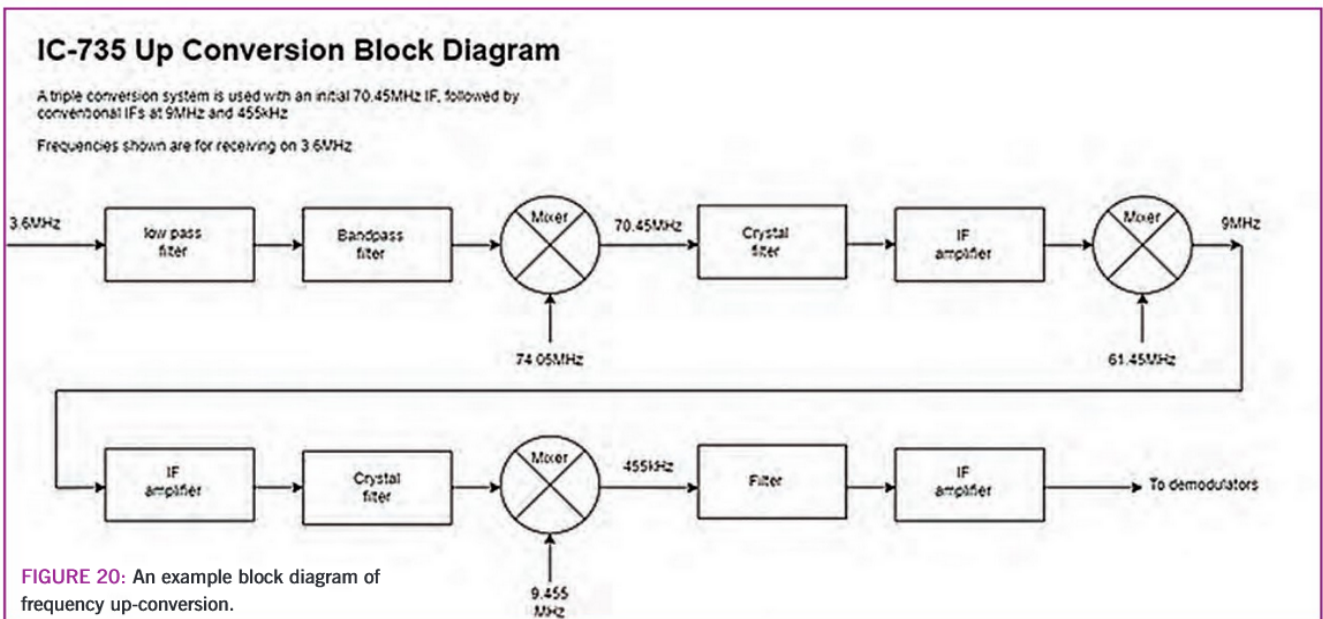 IC-735 Up Conversion Block Diagram
A triple conversion system is used with an initial 70.45MHz IF, followed by
conventional IFs at 9MHz and 455kHz
Frequencies shown are for receiving on 3.6MHz
3.6MHz
low pass
filter
Bandpass
filter
Mixer
70.45MHz
Crystal
filter
IF
amplifier
Mixer
9MHz
74.05MHz
61.45MHz
IF
amplifier
Crystal
filter
Mixer
455kHz
Filter
IF
amplifier
To demodulators
9.455
MHz
FIGURE 20: An example block diagram of
frequency up-conversion.